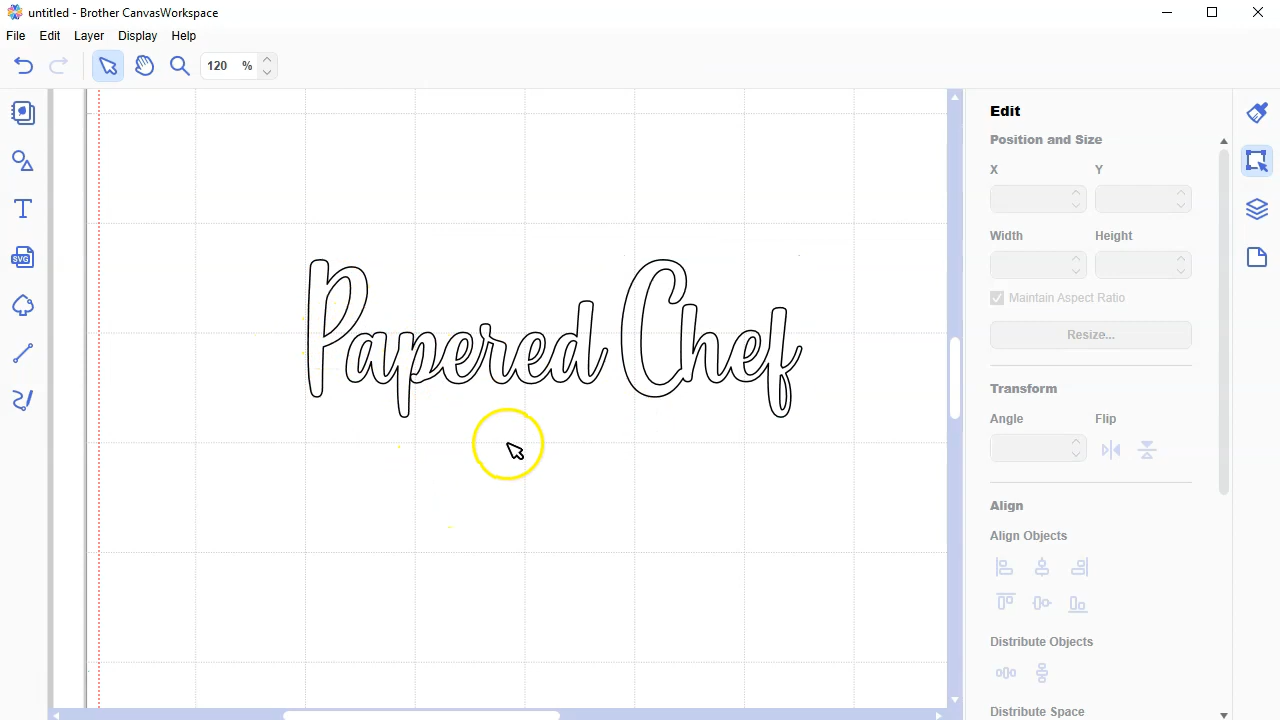 untitled - Brother CanvasWorkspace
File Edit Layer Display Help
120 %
SVG
Papered Chef
Edit
Position and Size
X Y
Width Height
Maintain Aspect Ratio
Resize...
Transform
Angle Flip
Align
Align Objects
Distribute Objects
Distribute Space